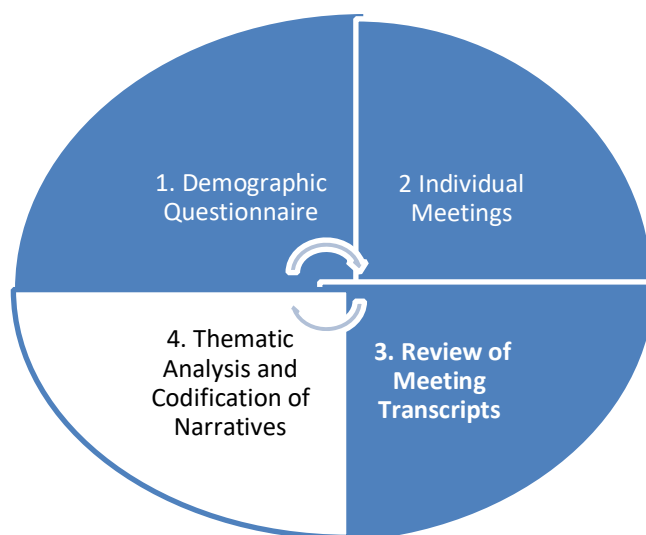 1. Demographic
Questionnaire
2 Individual
Meetings
3. Review of
Meeting
Transcripts
4. Thematic
Analysis and
Codification of
Narratives